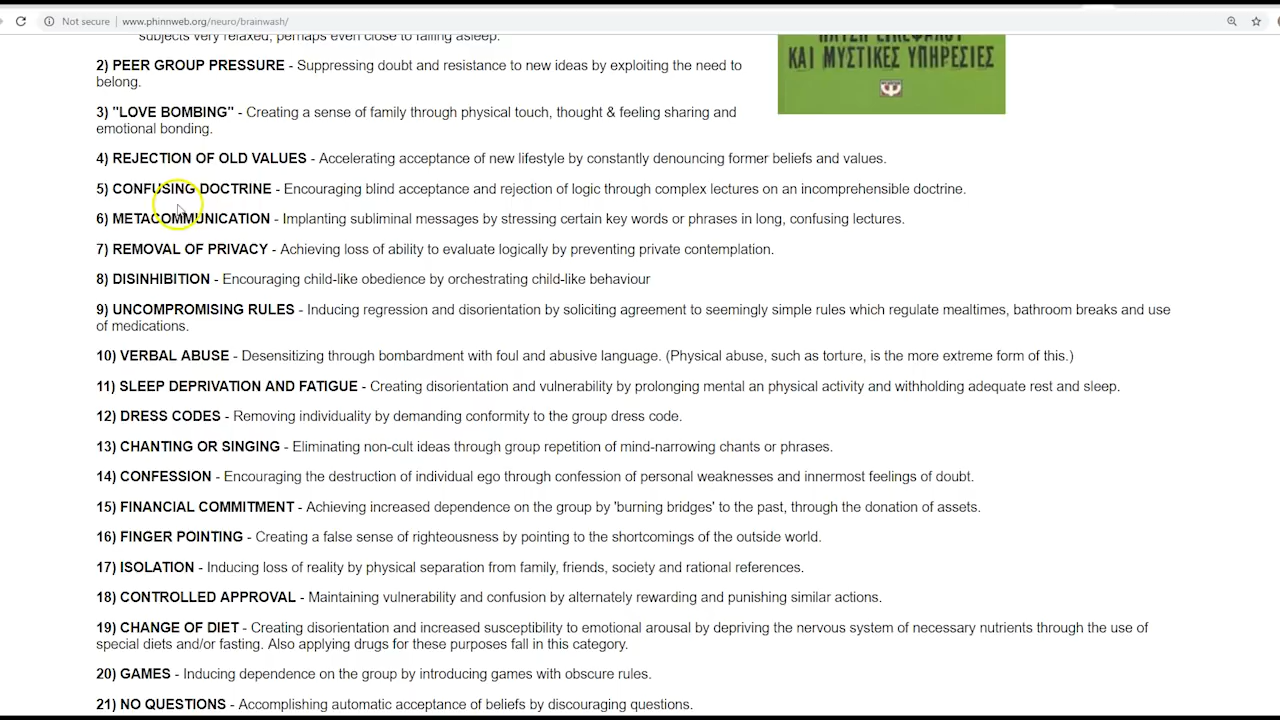 Not secure | www.phinnweb.org/neuro/brainwash/
subjects very relaxed, perhaps even close to falling asleep.
ΚΑΙ ΜΥΣΤΙΚΕΣ ΥΠΗΡΕΣΙΕΣ
2) PEER GROUP PRESSURE - Suppressing doubt and resistance to new ideas by exploiting the need to
belong.
3) "LOVE BOMBING" - Creating a sense of family through physical touch, thought & feeling sharing and
emotional bonding.
4) REJECTION OF OLD VALUES - Accelerating acceptance of new lifestyle by constantly denouncing former beliefs and values.
5) CONFUSING DOCTRINE - Encouraging blind acceptance and rejection of logic through complex lectures on an incomprehensible doctrine.
6) METACOMMUNICATION - Implanting subliminal messages by stressing certain key words or phrases in long, confusing lectures.
7) REMOVAL OF PRIVACY - Achieving loss of ability to evaluate logically by preventing private contemplation.
8) DISINHIBITION - Encouraging child-like obedience by orchestrating child-like behaviour
9) UNCOMPROMISING RULES - Inducing regression and disorientation by soliciting agreement to seemingly simple rules which regulate mealtimes, bathroom breaks and use
of medications.
10) VERBAL ABUSE - Desensitizing through bombardment with foul and abusive language. (Physical abuse, such as torture, is the more extreme form of this.)
11) SLEEP DEPRIVATION AND FATIGUE - Creating disorientation and vulnerability by prolonging mental an physical activity and withholding adequate rest and sleep.
12) DRESS CODES - Removing individuality by demanding conformity to the group dress code.
13) CHANTING OR SINGING - Eliminating non-cult ideas through group repetition of mind-narrowing chants or phrases.
14) CONFESSION - Encouraging the destruction of individual ego through confession of personal weaknesses and innermost feelings of doubt.
15) FINANCIAL COMMITMENT - Achieving increased dependence on the group by 'burning bridges' to the past, through the donation of assets.
16) FINGER POINTING - Creating a false sense of righteousness by pointing to the shortcomings of the outside world.
17) ISOLATION - Inducing loss of reality by physical separation from family, friends, society and rational references.
18) CONTROLLED APPROVAL - Maintaining vulnerability and confusion by alternately rewarding and punishing similar actions.
19) CHANGE OF DIET - Creating disorientation and increased susceptibility to emotional arousal by depriving the nervous system of necessary nutrients through the use of
special diets and/or fasting. Also applying drugs for these purposes fall in this category.
20) GAMES - Inducing dependence on the group by introducing games with obscure rules.
21) NO QUESTIONS - Accomplishing automatic acceptance of beliefs by discouraging questions.